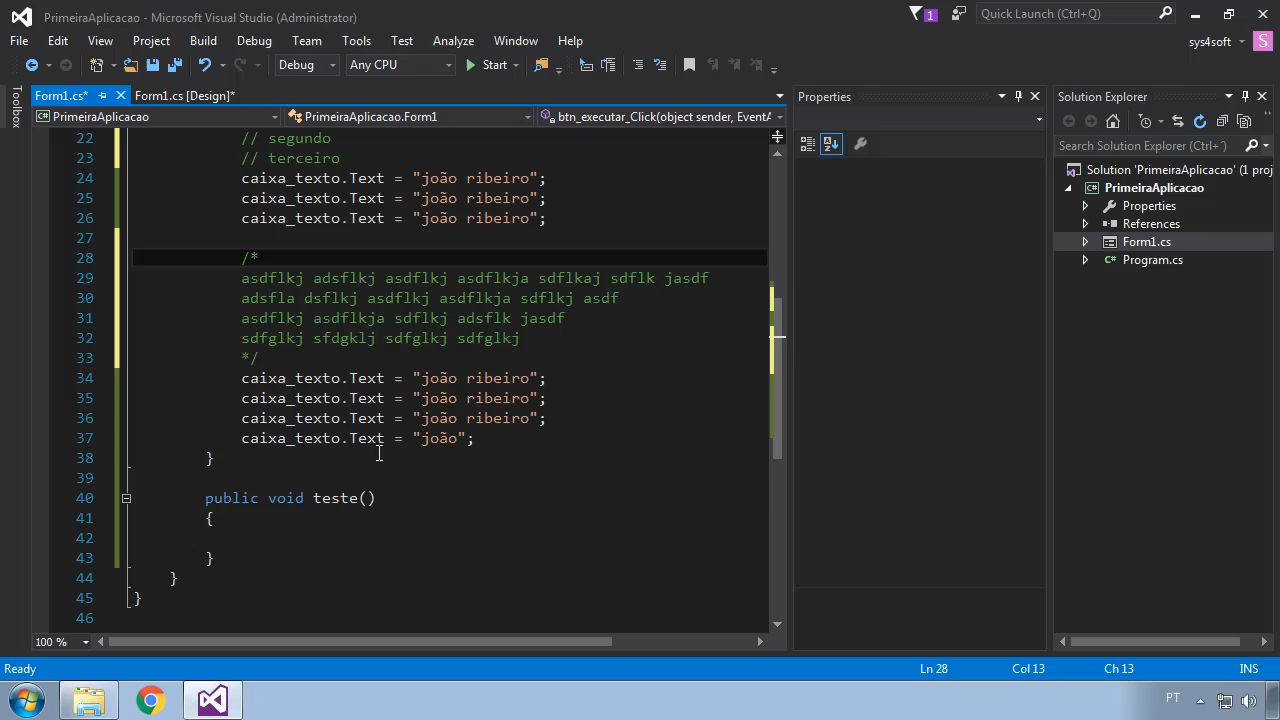 PrimeiraAplicacao - Microsoft Visual Studio (Administrator)
1
Quick Launch (Ctrl+Q)
File Edit View Project Build Debug Team Tools Test Analyze Window Help
sys4soft S
Debug Any CPU Start
Toolbox
Form1.cs* Form1.cs [Design]*
PrimeiraAplicacao PrimeiraAplicacao.Form1 btn_executar_Click(object sender, EventA
22 // segundo
23 // terceiro
24 caixa_texto.Text = "joão ribeiro";
25 caixa_texto.Text = "joão ribeiro";
26 caixa_texto.Text = "joão ribeiro";
27
28 /*
29 asdflkj adsflkj asdflkj asdflkja sdflkaj sdflk jasdf
30 adsfla dsflkj asdflkj asdflkja sdflkj asdf
31 asdflkj asdflkja sdflkj adsflk jasdf
32 sdfglkj sfdgklj sdfglkj sdfglkj
33 */
34 caixa_texto.Text = "joão ribeiro";
35 caixa_texto.Text = "joão ribeiro";
36 caixa_texto.Text = "joão ribeiro";
37 caixa_texto.Text = "joão";
38 }
39
40 public void teste()
41 {
42
43 }
44 }
45 }
46
100 %
Properties
Solution Explorer
Search Solution Explorer (Ctrl+
Solution 'PrimeiraAplicacao' (1 proj
PrimeiraAplicacao
Properties
References
Form1.cs
C# Program.cs
Ready Ln 28 Col 13 Ch 13 INS
PT